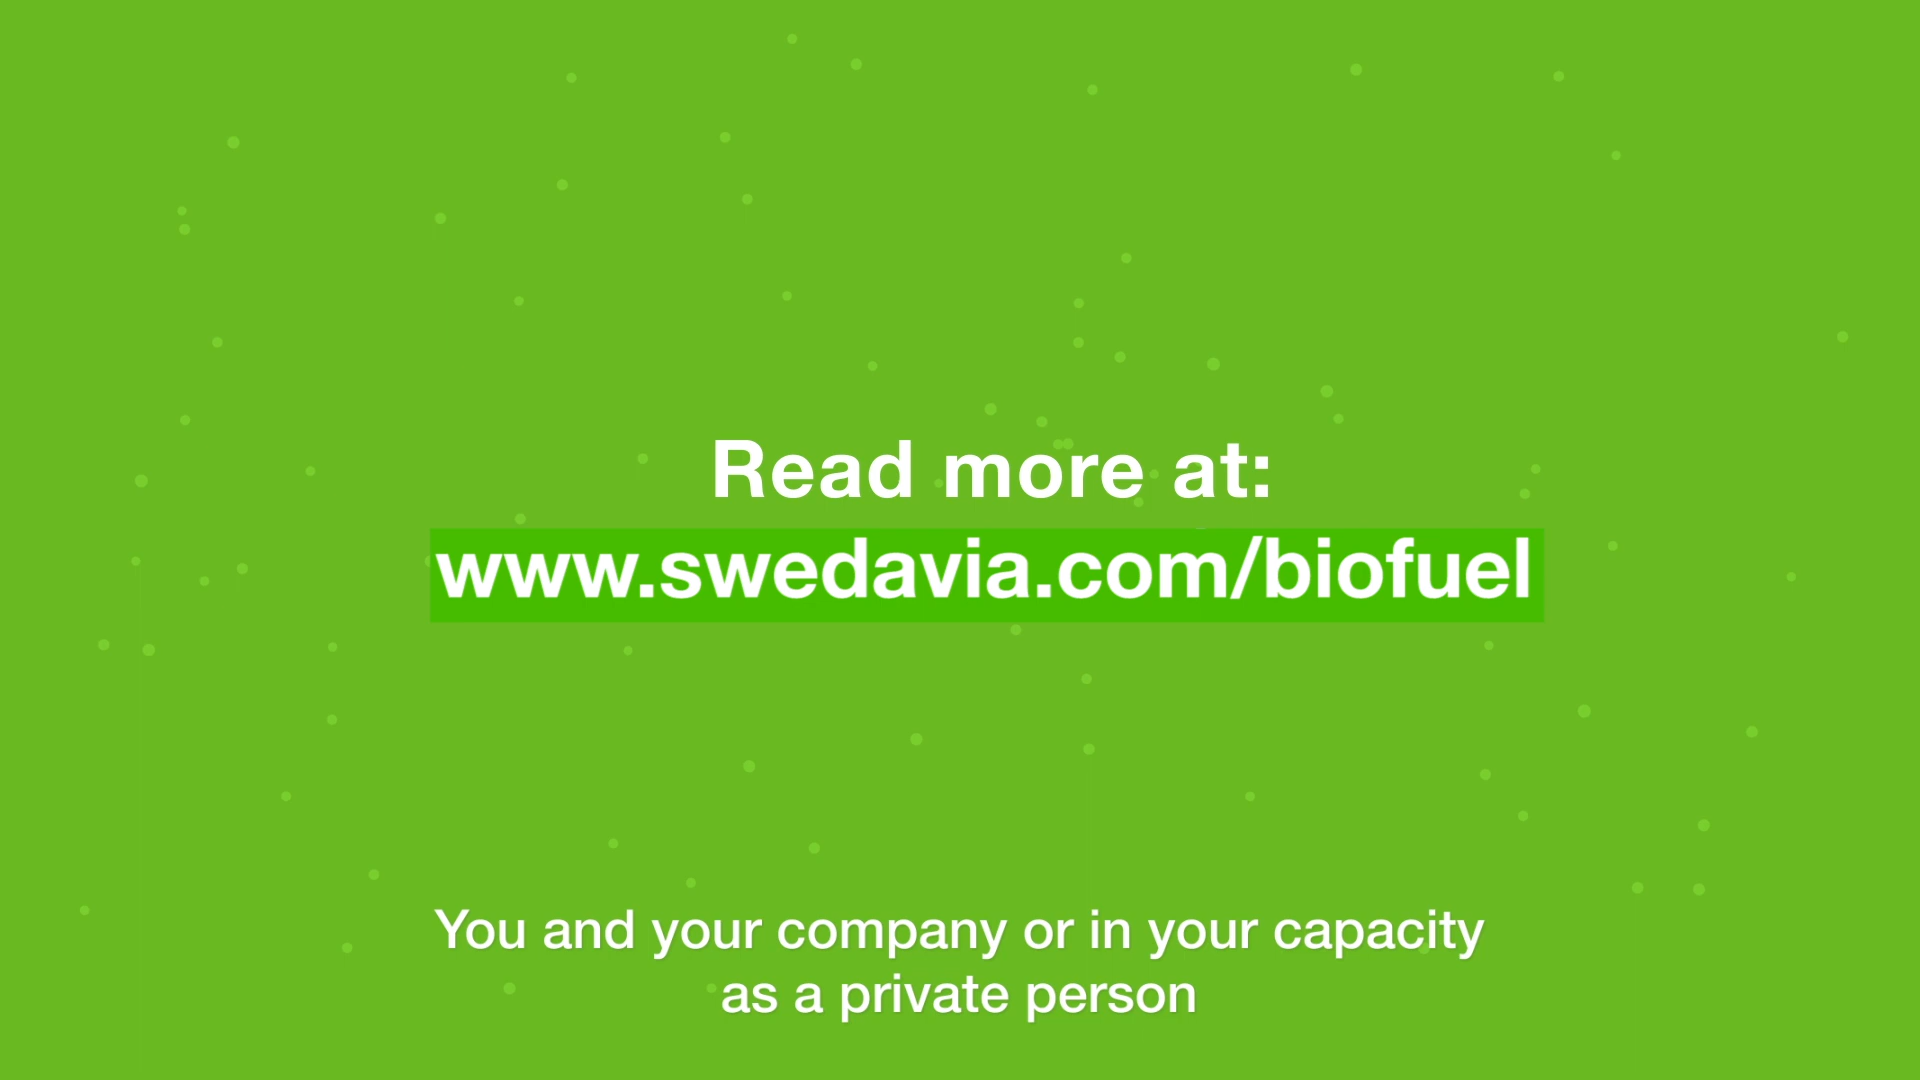 Read more at:
www.swedavia.com/biofuel
You and your company or in your capacity
as a private person